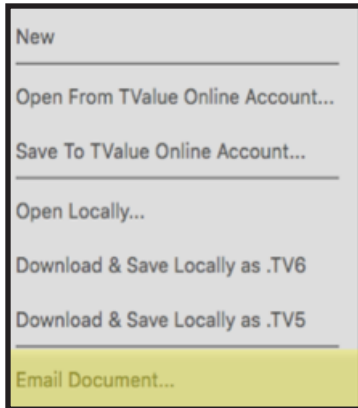 New
Open From TValue Online Account...
Save To TValue Online Account...
Open Locally...
Download & Save Locally as .TV6
Download & Save Locally as .TV5
Email Document...